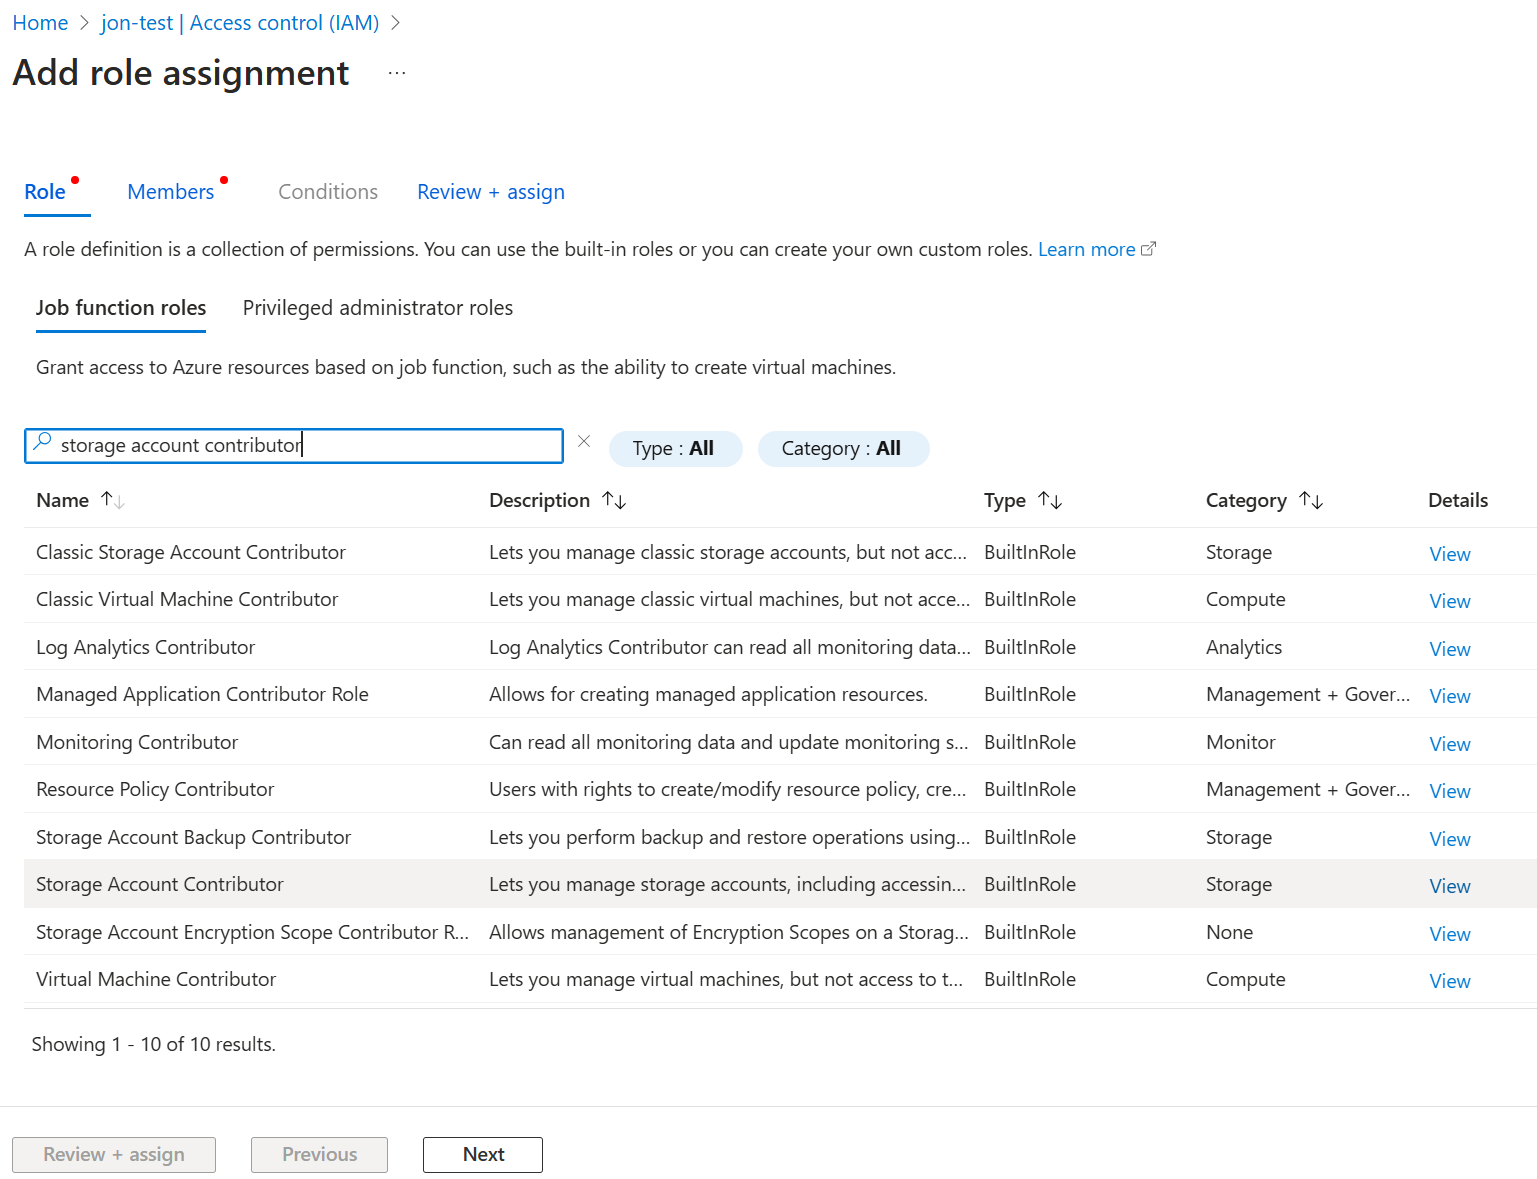 Home > jon-test | Access control (IAM) >
Add role assignment ...
Role Members Conditions Review + assign
A role definition is a collection of permissions. You can use the built-in roles or you can create your own custom roles. Learn more
Job function roles Privileged administrator roles
Grant access to Azure resources based on job function, such as the ability to create virtual machines.
storage account contributor Type : All Category : All
Name Description Type Category Details
Classic Storage Account Contributor Lets you manage classic storage accounts, but not acc... BuiltInRole Storage View
Classic Virtual Machine Contributor Lets you manage classic virtual machines, but not acce... BuiltInRole Compute View
Log Analytics Contributor Log Analytics Contributor can read all monitoring data... BuiltInRole Analytics View
Managed Application Contributor Role Allows for creating managed application resources. BuiltInRole Management + Gover... View
Monitoring Contributor Can read all monitoring data and update monitoring s... BuiltInRole Monitor View
Resource Policy Contributor Users with rights to create/modify resource policy, cre... BuiltInRole Management + Gover... View
Storage Account Backup Contributor Lets you perform backup and restore operations using... BuiltInRole Storage View
Storage Account Contributor Lets you manage storage accounts, including accessin... BuiltInRole Storage View
Storage Account Encryption Scope Contributor R... Allows management of Encryption Scopes on a Storag... BuiltInRole None View
Virtual Machine Contributor Lets you manage virtual machines, but not access to t... BuiltInRole Compute View
Showing 1 - 10 of 10 results.
Review + assign Previous Next